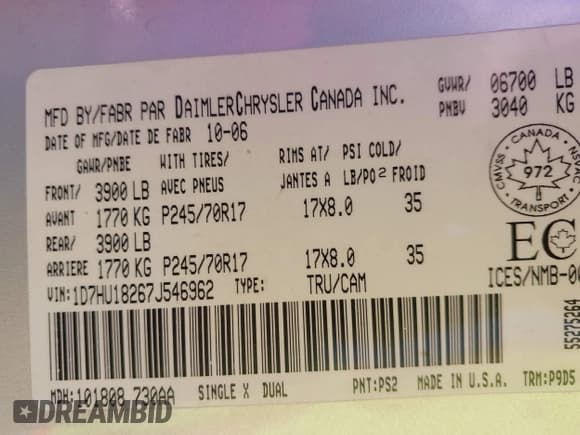 MFD BY/FABR PAR DAIMLERCHRYSLER CANADA INC.
GVWR/ 06700 LB
PNBV 3040 KG
DATE OF MFG/DATE DE FABR 10-06
GAWR/PNBE WITH TIRES/ RIMS AT/ PSI COLD/
FRONT/ 3900 LB AVEC PNEUS JANTES A LB/PO2 FROID
AVANT 1770 KG P245/70R17 17X8.0 35
REAR/ 3900 LB
ARRIERE 1770 KG P245/70R17 17X8.0 35
VIN: 1D7HU18267J546962 TYPE: TRU/CAM
CANADA
CMVSS NSVAC
972
TRANSPORT
EC
ICES/NMB-00
55275264
MDH: 101808 730AA SINGLE X DUAL
PNT:PS2 MADE IN U.S.A. TRM:P9D5
DREAMBID